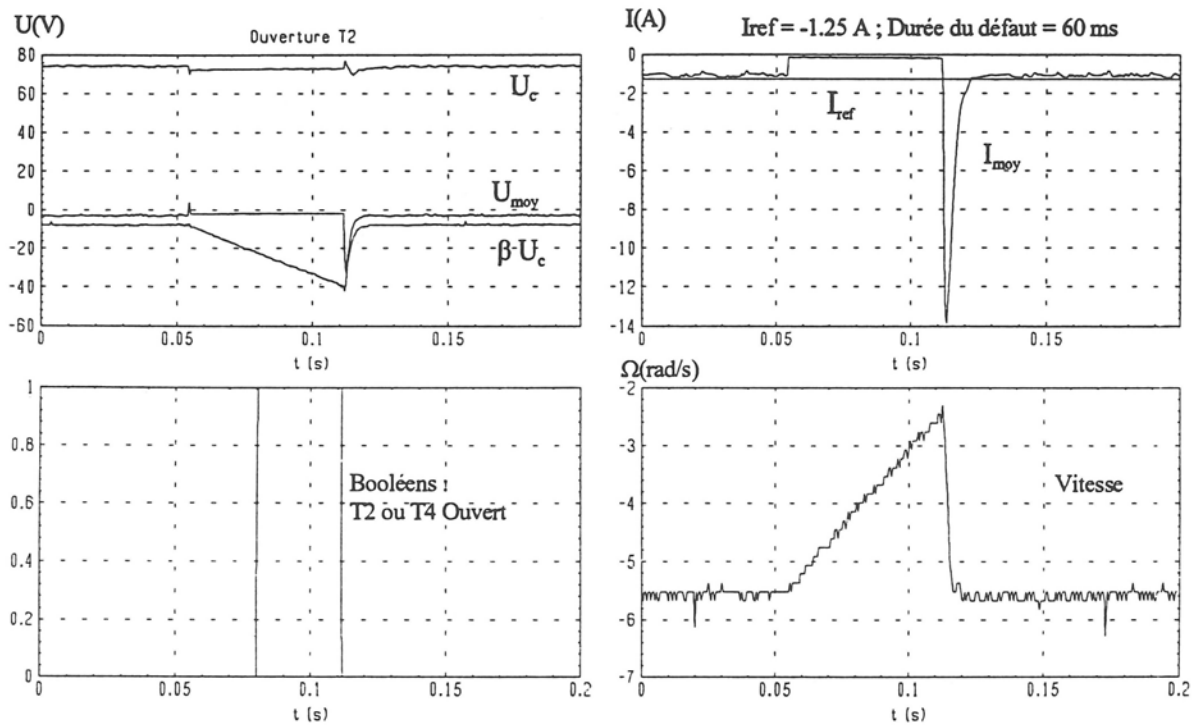 U(V)
Ouverture T2
80
60
40
20
0
-20
-40
-60
U_c
U_moy
β·U_c
0 0.05 0.1 0.15
t (s)
I(A)
Iref = -1.25 A ; Durée du défaut = 60 ms
0
-2
-4
-6
-8
-10
-12
-14
I_ref
I_moy
0 0.05 0.1 0.15
t (s)
1
0.8
0.6
0.4
0.2
0
Booléens :
T2 ou T4 Ouvert
0 0.05 0.1 0.15 0.2
t (s)
Ω(rad/s)
-2
-3
-4
-5
-6
-7
Vitesse
0 0.05 0.1 0.15 0.2
t (s)